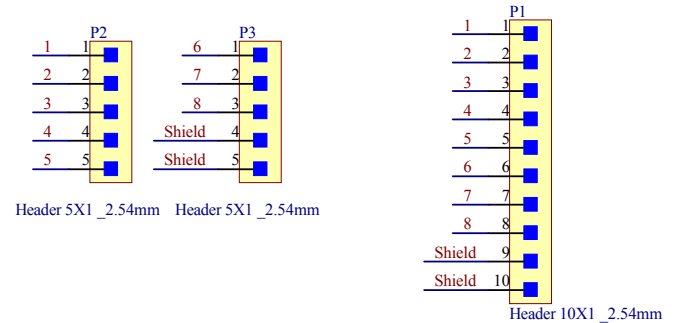 P2
1 1
2 2
3 3
4 4
5 5
Header 5X1 _2.54mm
P3
6 1
7 2
8 3
Shield 4
Shield 5
Header 5X1 _2.54mm
P1
1 1
2 2
3 3
4 4
5 5
6 6
7 7
8 8
Shield 9
Shield 10
Header 10X1 _2.54mm